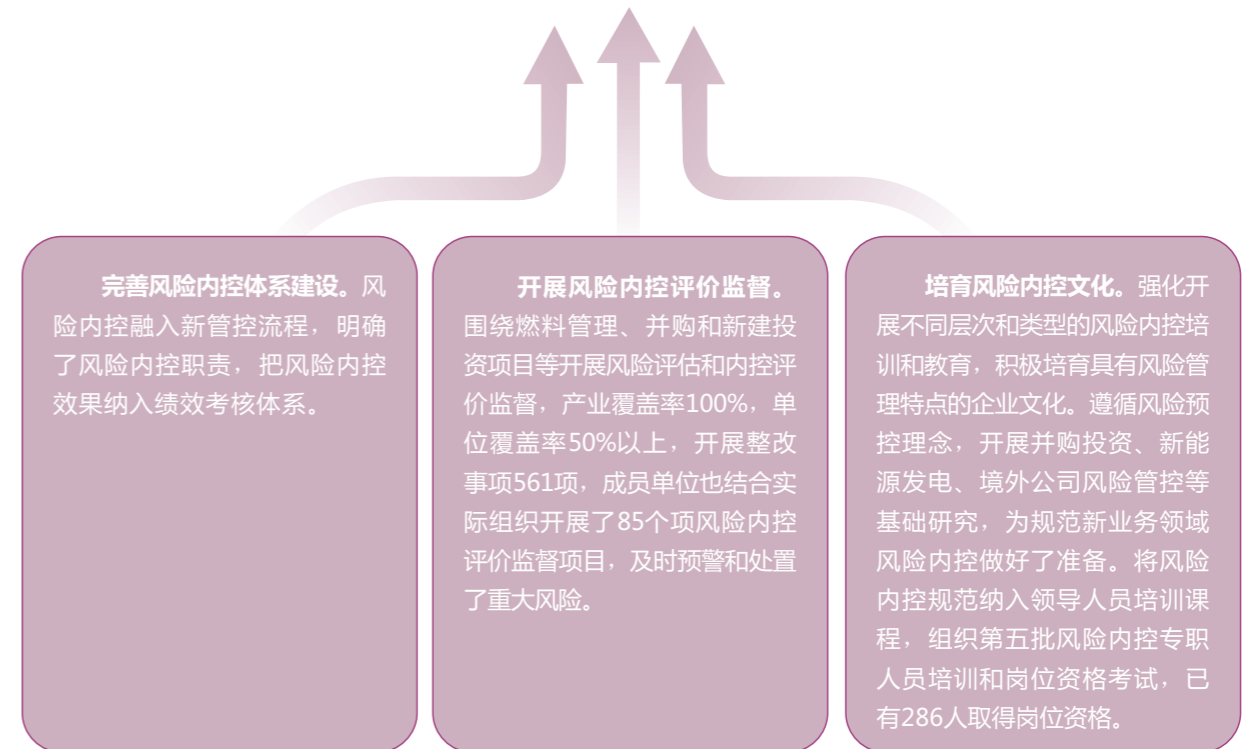 完善风险内控体系建设。风
险内控融入新管控流程，明确
了风险内控职责，把风险内控
效果纳入绩效考核体系。
开展风险内控评价监督。
围绕燃料管理、并购和新建投
资项目等开展风险评估和内控评
价监督，产业覆盖率100%，单
位覆盖率50%以上，开展整改
事项561项，成员单位也结合实
际组织开展了85个项风险内控
评价监督项目，及时预警和处置
了重大风险。
培育风险内控文化。强化开
展不同层次和类型的风险内控培
训和教育，积极培育具有风险管
理特点的企业文化。遵循风险预
控理念，开展并购投资、新能
源发电、境外公司风险管控等
基础研究，为规范新业务领域
风险内控做好了准备。将风险
内控规范纳入领导人员培训课
程，组织第五批风险内控专职
人员培训和岗位资格考试，已
有286人取得岗位资格。